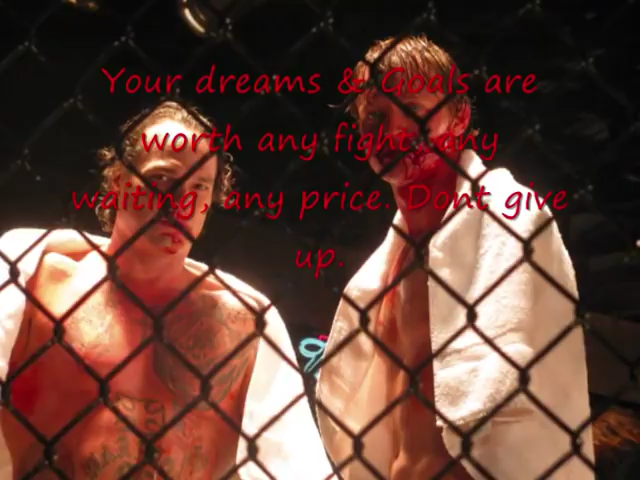 Your dreams & Goals are
worth any fight, any
waiting, any price. Dont give
up.